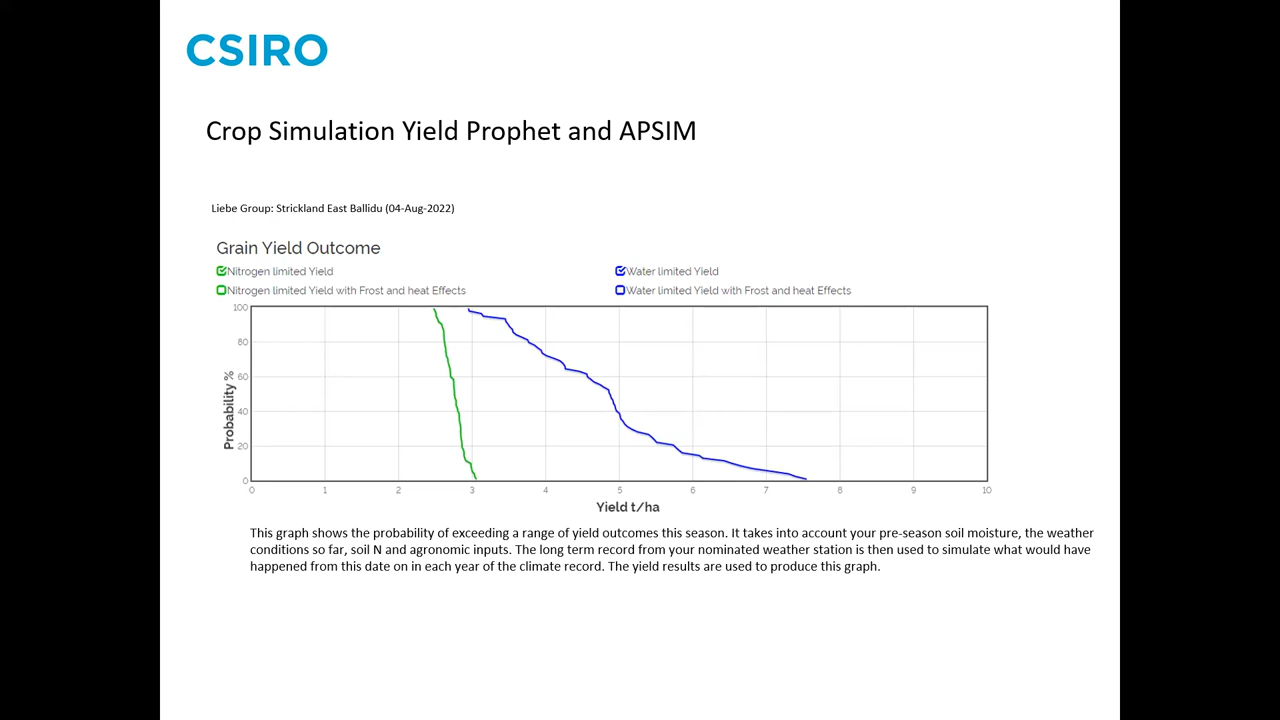 CSIRO
Crop Simulation Yield Prophet and APSIM
Liebe Group: Strickland East Ballidu (04-Aug-2022)
Grain Yield Outcome
Nitrogen limited Yield
Water limited Yield
Nitrogen limited Yield with Frost and heat Effects
Water limited Yield with Frost and heat Effects
100
80
60
40
20
0
Probability %
0 1 2 3 4 5 6 7 8 9 10
Yield t/ha
This graph shows the probability of exceeding a range of yield outcomes this season. It takes into account your pre-season soil moisture, the weather
conditions so far, soil N and agronomic inputs. The long term record from your nominated weather station is then used to simulate what would have
happened from this date on in each year of the climate record. The yield results are used to produce this graph.